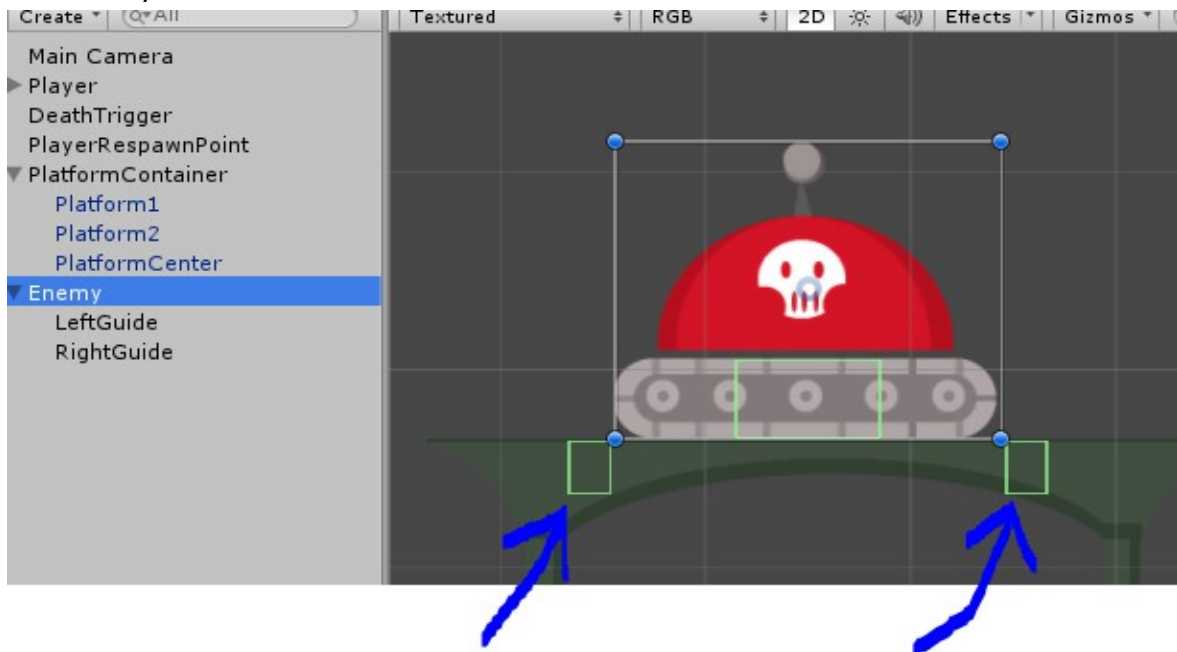 Create All Textured RGB 2D Effects Gizmos
Main Camera
Player
DeathTrigger
PlayerRespawnPoint
PlatformContainer
Platform1
Platform2
PlatformCenter
Enemy
LeftGuide
RightGuide